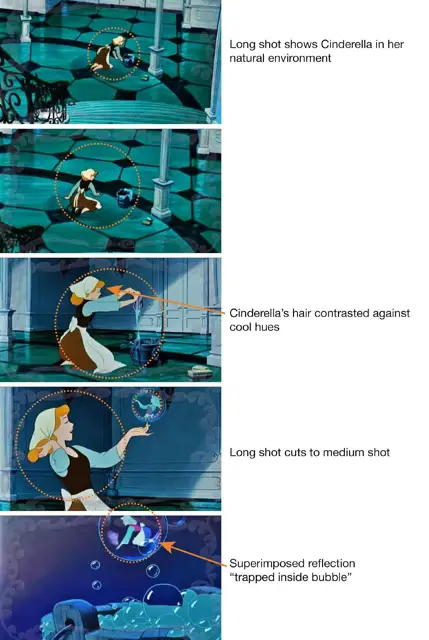 Long shot shows Cinderella in her
natural environment
Cinderella’s hair contrasted against
cool hues
Long shot cuts to medium shot
Superimposed reflection
“trapped inside bubble”